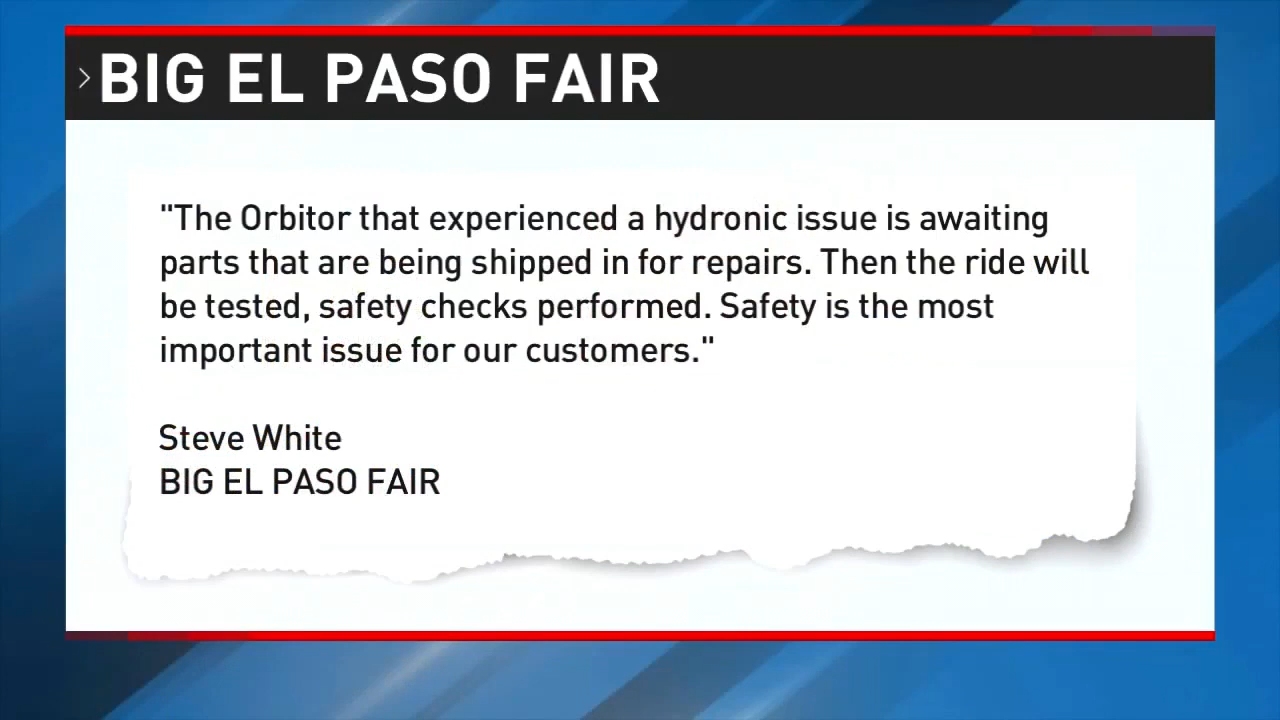 BIG EL PASO FAIR
"The Orbitor that experienced a hydronic issue is awaiting
parts that are being shipped in for repairs. Then the ride will
be tested, safety checks performed. Safety is the most
important issue for our customers."
Steve White
BIG EL PASO FAIR